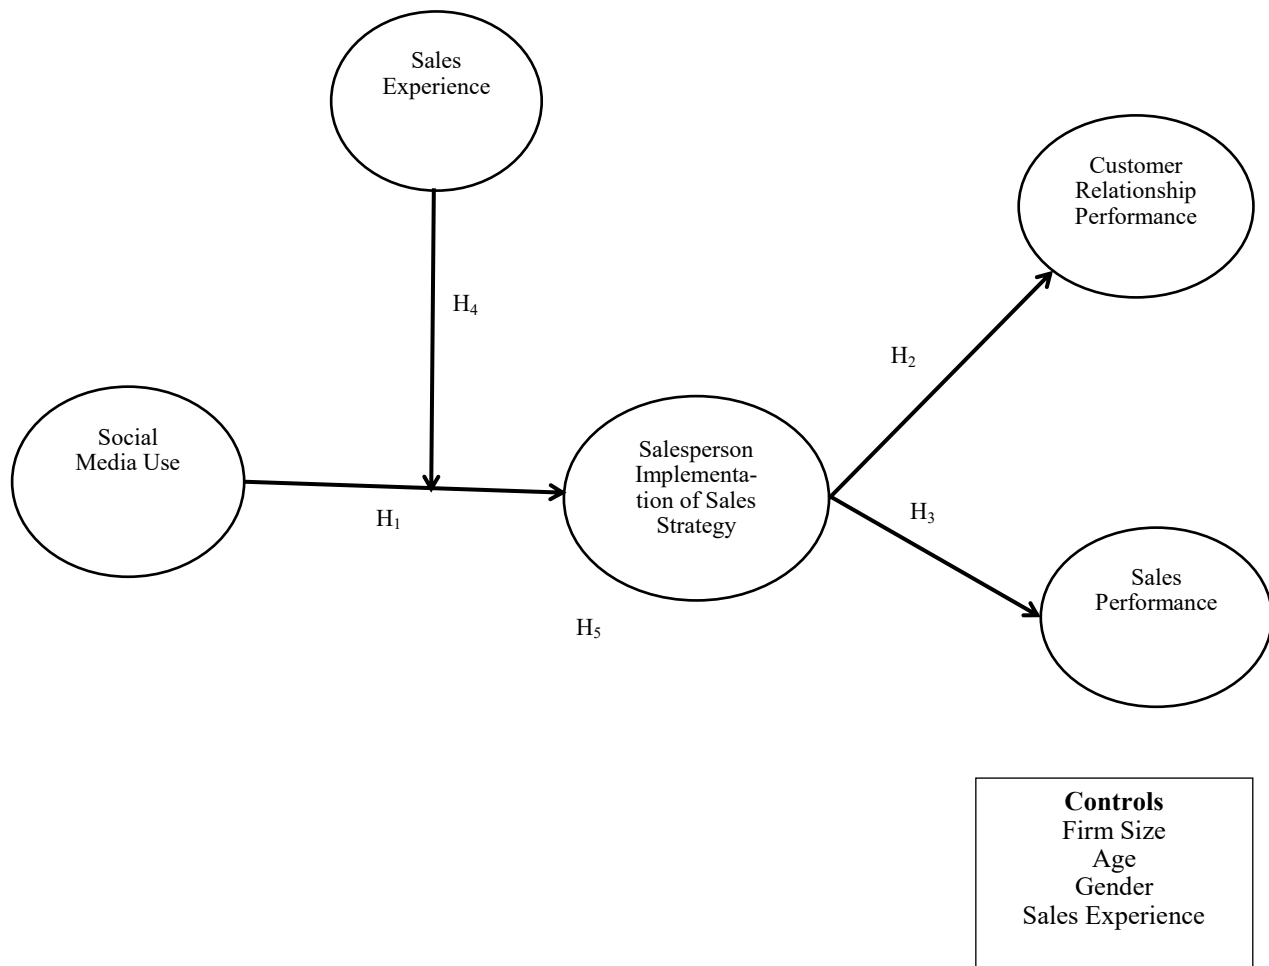 Sales
Experience
Customer
Relationship
Performance
H₄
H₂
Social
Media Use
Salesperson
Implementa-
tion of Sales
Strategy
H₁
H₃
Sales
Performance
H₅
Controls
Firm Size
Age
Gender
Sales Experience